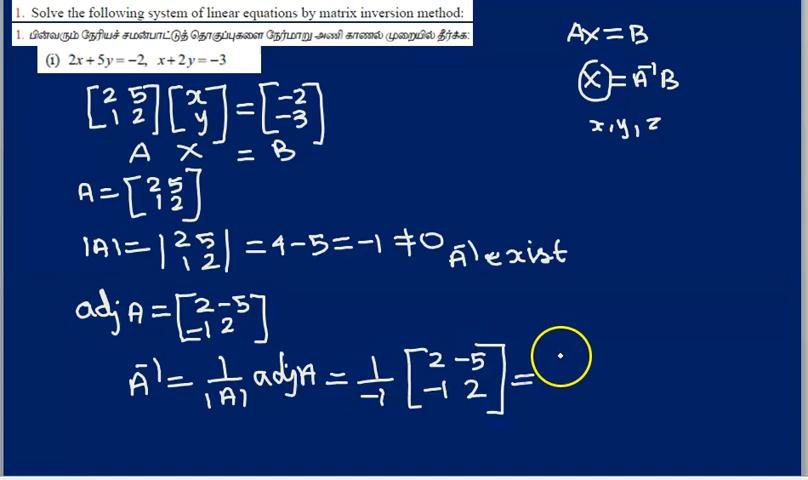 1. Solve the following system of linear equations by matrix inversion method:
1. பின்வரும் நேரியச் சமன்பாட்டுத் தொகுப்புகளை நேர்மாறு அணி காணல் முறையில் தீர்க்க:
(i) 2x + 5y = −2, x + 2y = −3
AX = B
X = A⁻¹B
x, y, z
[2 5 [x = [−2
1 2] y] −3]
A X = B
A = [2 5
1 2]
|A| = |2 5 = 4 − 5 = −1 ≠ 0 A⁻¹ exist
1 2|
adj A = [2 −5
−1 2]
A⁻¹ = 1/|A| adj A = 1/−1 [2 −5 =
−1 2]